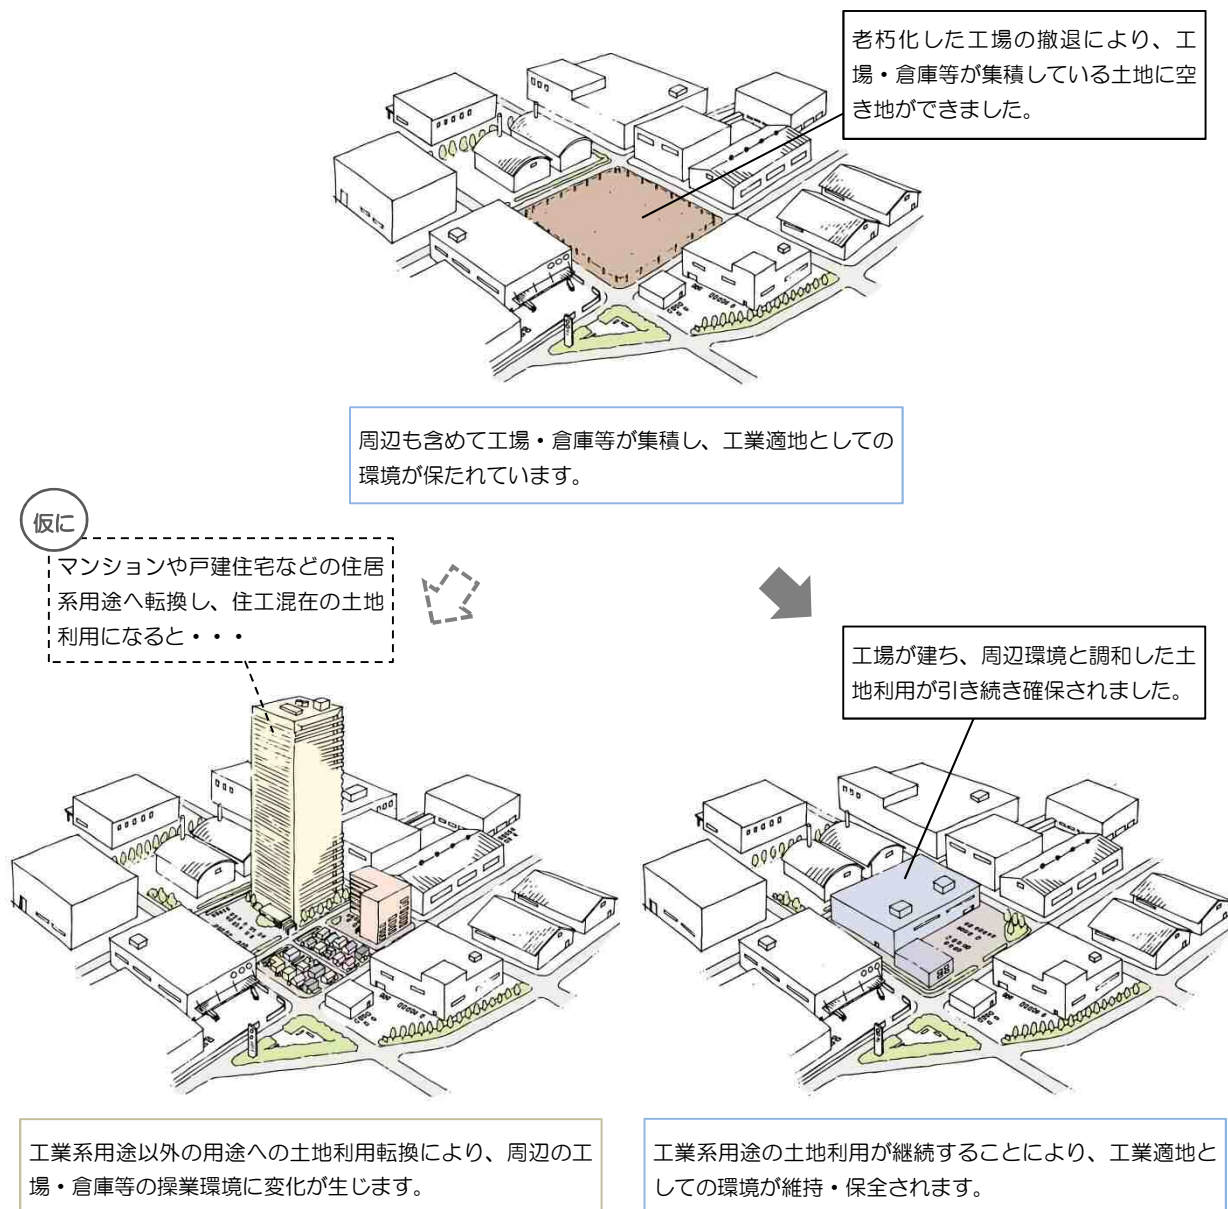 老朽化した工場の撤退により、工
場・倉庫等が集積している土地に空
き地ができました。
周辺も含めて工場・倉庫等が集積し、工業適地としての
環境が保たれています。
仮に
マンションや戸建住宅などの住居
系用途へ転換し、住工混在の土地
利用になると・・・
工場が建ち、周辺環境と調和した土
地利用が引き続き確保されました。
工業系用途以外の用途への土地利用転換により、周辺の工
場・倉庫等の操業環境に変化が生じます。
工業系用途の土地利用が継続することにより、工業適地と
しての環境が維持・保全されます。